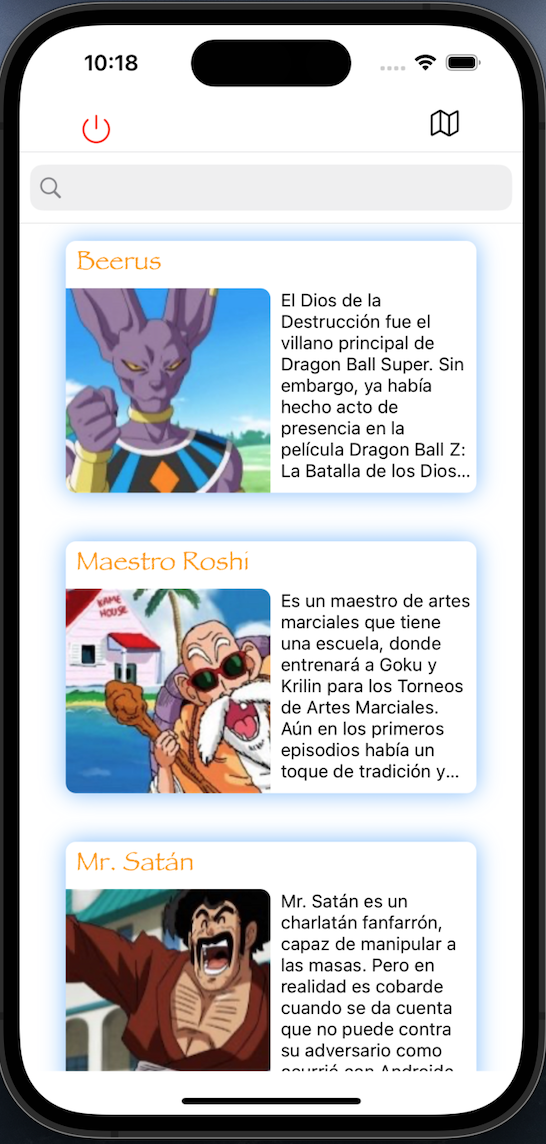 10:18
Beerus
El Dios de la
Destrucción fue el
villano principal de
Dragon Ball Super. Sin
embargo, ya había
hecho acto de
presencia en la
película Dragon Ball Z:
La Batalla de los Dios...
Maestro Roshi
KAME
HOUSE
Es un maestro de artes
marciales que tiene
una escuela, donde
entrenará a Goku y
Krilin para los Torneos
de Artes Marciales.
Aún en los primeros
episodios había un
toque de tradición y...
Mr. Satán
Mr. Satán es un
charlatán fanfarrón,
capaz de manipular a
las masas. Pero en
realidad es cobarde
cuando se da cuenta
que no puede contra
su adversario como
ocurrió con Androide